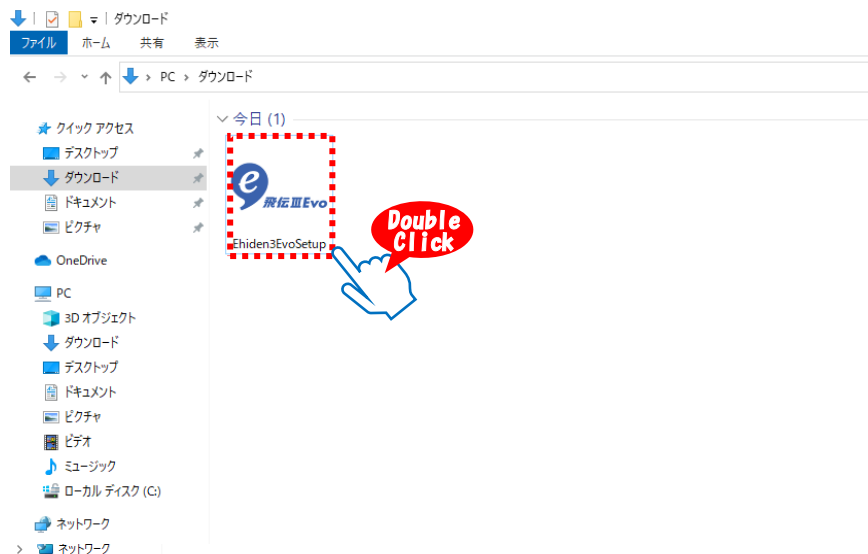 ダウンロード
ファイル ホーム 共有 表示
PC › ダウンロード
クイック アクセス
デスクトップ
ダウンロード
ドキュメント
ピクチャ
OneDrive
PC
3D オブジェクト
ダウンロード
デスクトップ
ドキュメント
ピクチャ
ビデオ
ミュージック
ローカル ディスク (C:)
ネットワーク
ネットワーク
今日 (1)
e飛伝ⅢEvo
Ehiden3EvoSetup
Double
Click